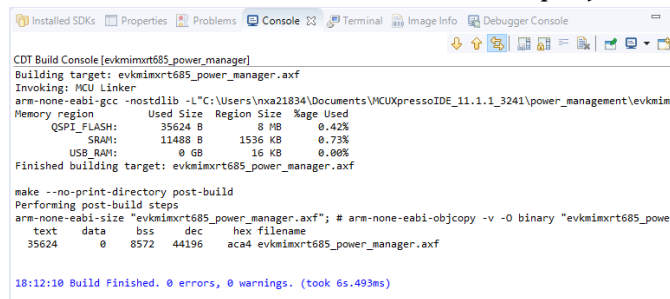 Installed SDKs Properties Problems Console Terminal Image Info Debugger Console
CDT Build Console [evkmimxrt685_power_manager]
Building target: evkmimxrt685_power_manager.axf
Invoking: MCU Linker
arm-none-eabi-gcc -nostdlib -L"C:\Users\nxa21834\Documents\MCUXpressoIDE_11.1.1_3241\power_management\evkmim
Memory region Used Size Region Size %age Used
QSPI_FLASH: 35624 B 8 MB 0.42%
SRAM: 11488 B 1536 KB 0.73%
USB_RAM: 0 GB 16 KB 0.00%
Finished building target: evkmimxrt685_power_manager.axf
make --no-print-directory post-build
Performing post-build steps
arm-none-eabi-size "evkmimxrt685_power_manager.axf"; # arm-none-eabi-objcopy -v -O binary "evkmimxrt685_powe
text data bss dec hex filename
35624 0 8572 44196 aca4 evkmimxrt685_power_manager.axf
18:12:10 Build Finished. 0 errors, 0 warnings. (took 6s.493ms)